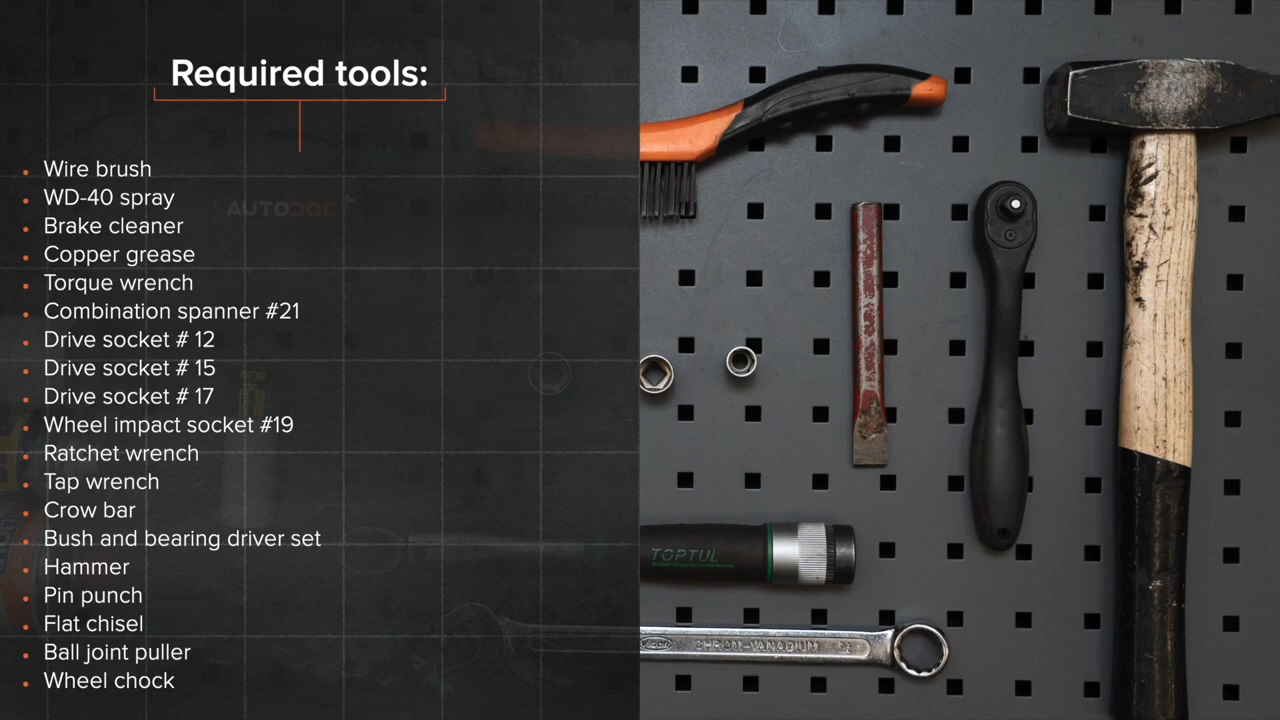 Required tools:
Wire brush
WD-40 spray
AUTODOC
Brake cleaner
Copper grease
Torque wrench
Combination spanner #21
Drive socket # 12
Drive socket # 15
Drive socket # 17
Wheel impact socket #19
Ratchet wrench
Tap wrench
Crow bar
Bush and bearing driver set
Hammer
Pin punch
Flat chisel
Ball joint puller
Wheel chock
TOPTUL
CHROM-VANADIUM